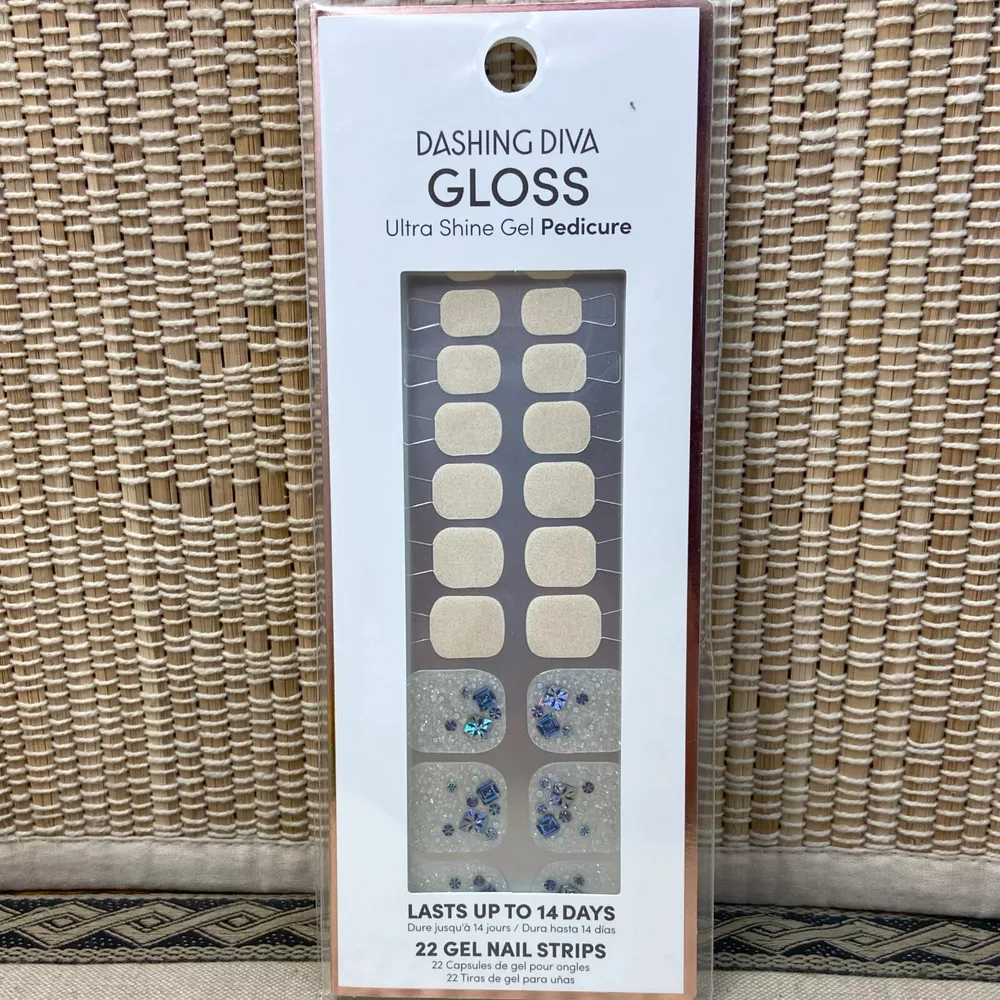 DASHING DIVA
GLOSS
Ultra Shine Gel Pedicure
LASTS UP TO 14 DAYS
Dure jusqu'à 14 jours / Dura hasta 14 días
22 GEL NAIL STRIPS
22 Capsules de gel pour ongles
22 Tiras de gel para uñas